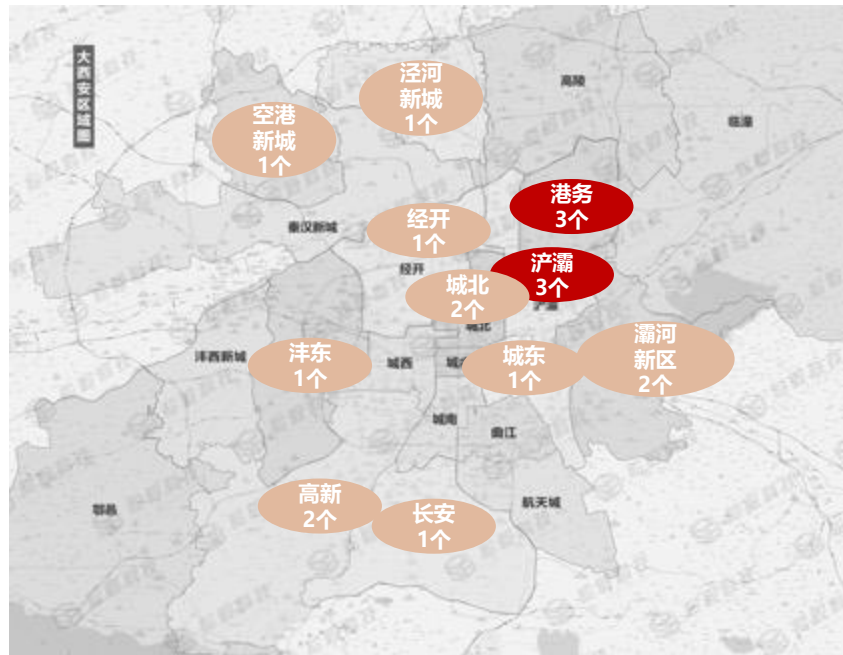 大西安区域图
泾河
新城
1个
高陵
空港
新城
1个
临潼
港务
3个
秦汉新城
经开
1个
经开
浐灞
3个
城北
2个
浐灞
城北
沣西新城
沣东
1个
城西
城东
1个
灞河
新区
2个
城南
曲江
高新
2个
长安
1个
航天城
鄠邑